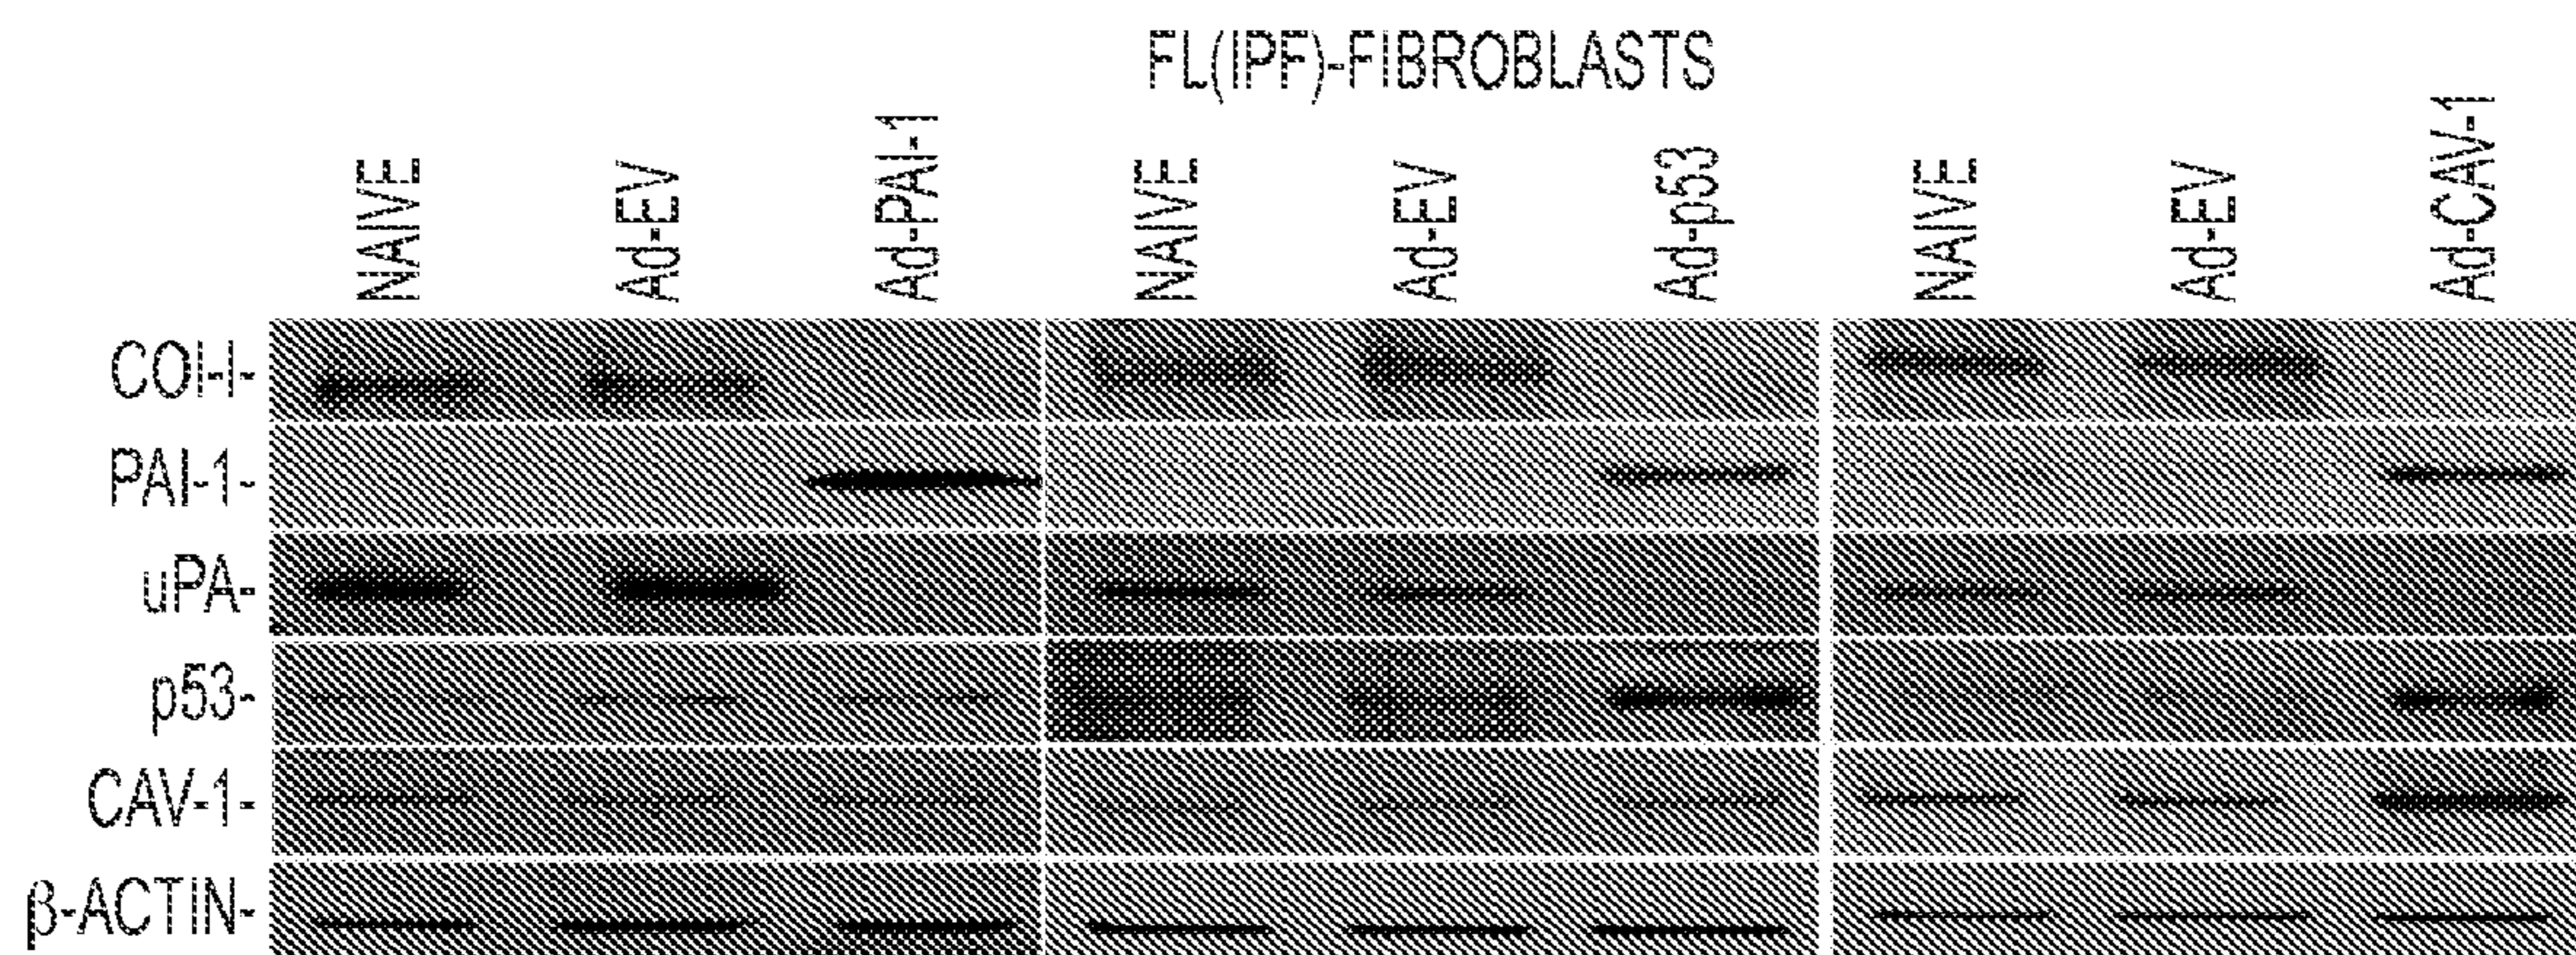 FL(IPF)-FIBROBLASTS
NAIVE Ad-EV Ad-PAI-1 NAIVE Ad-EV Ad-p53 NAIVE Ad-EV Ad-CAV-1
COl-I-
PAI-1-
uPA-
p53-
CAV-1-
β-ACTIN-